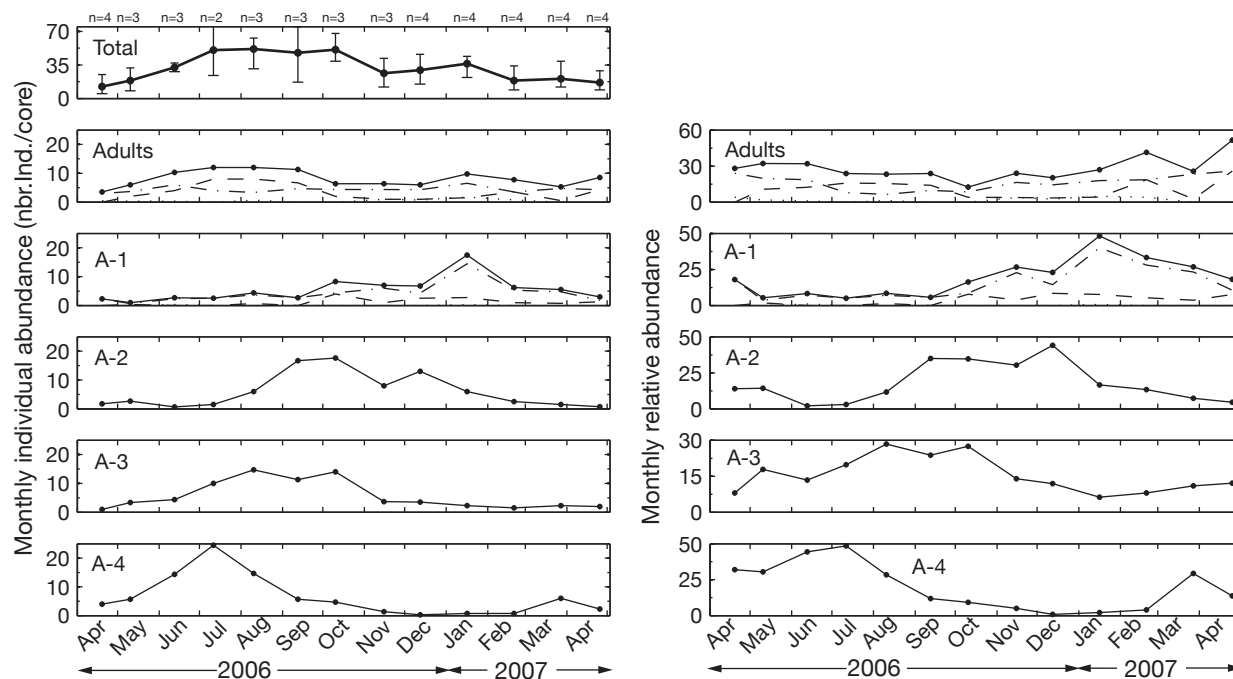 n=4 n=3 n=3 n=2 n=3 n=3 n=3 n=3 n=4 n=4 n=4 n=4 n=4
Monthly individual abundance (nbr.Ind./core)
70
35
0
Total
20
10
0
Adults
20
10
0
A-1
20
10
0
A-2
20
10
0
A-3
20
10
0
A-4
Apr May Jun Jul Aug Sep Oct Nov Dec Jan Feb Mar Apr
2006 2007
Monthly relative abundance
60
30
0
Adults
50
25
0
A-1
50
25
0
A-2
30
15
0
A-3
50
25
0
A-4
Apr May Jun Jul Aug Sep Oct Nov Dec Jan Feb Mar Apr
2006 2007